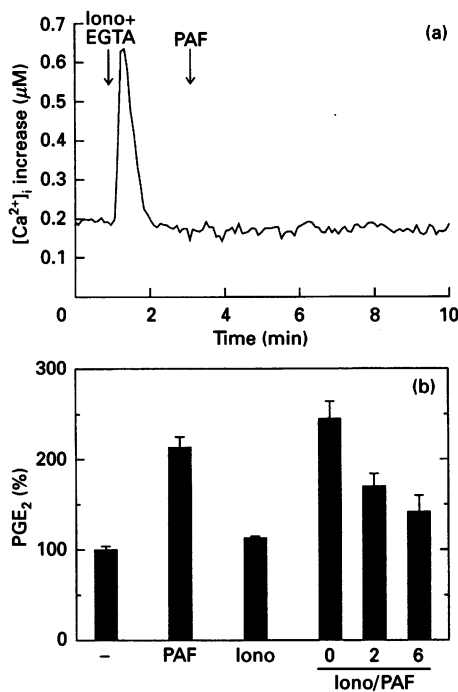 Iono+
EGTA
PAF
(a)
0.7
0.6
0.5
0.4
0.3
0.2
0.1
[Ca²⁺]ᵢ increase (μM)
0 2 4 6 8 10
Time (min)
(b)
300
200
100
0
PGE₂ (%)
– PAF Iono 0 2 6
Iono/PAF